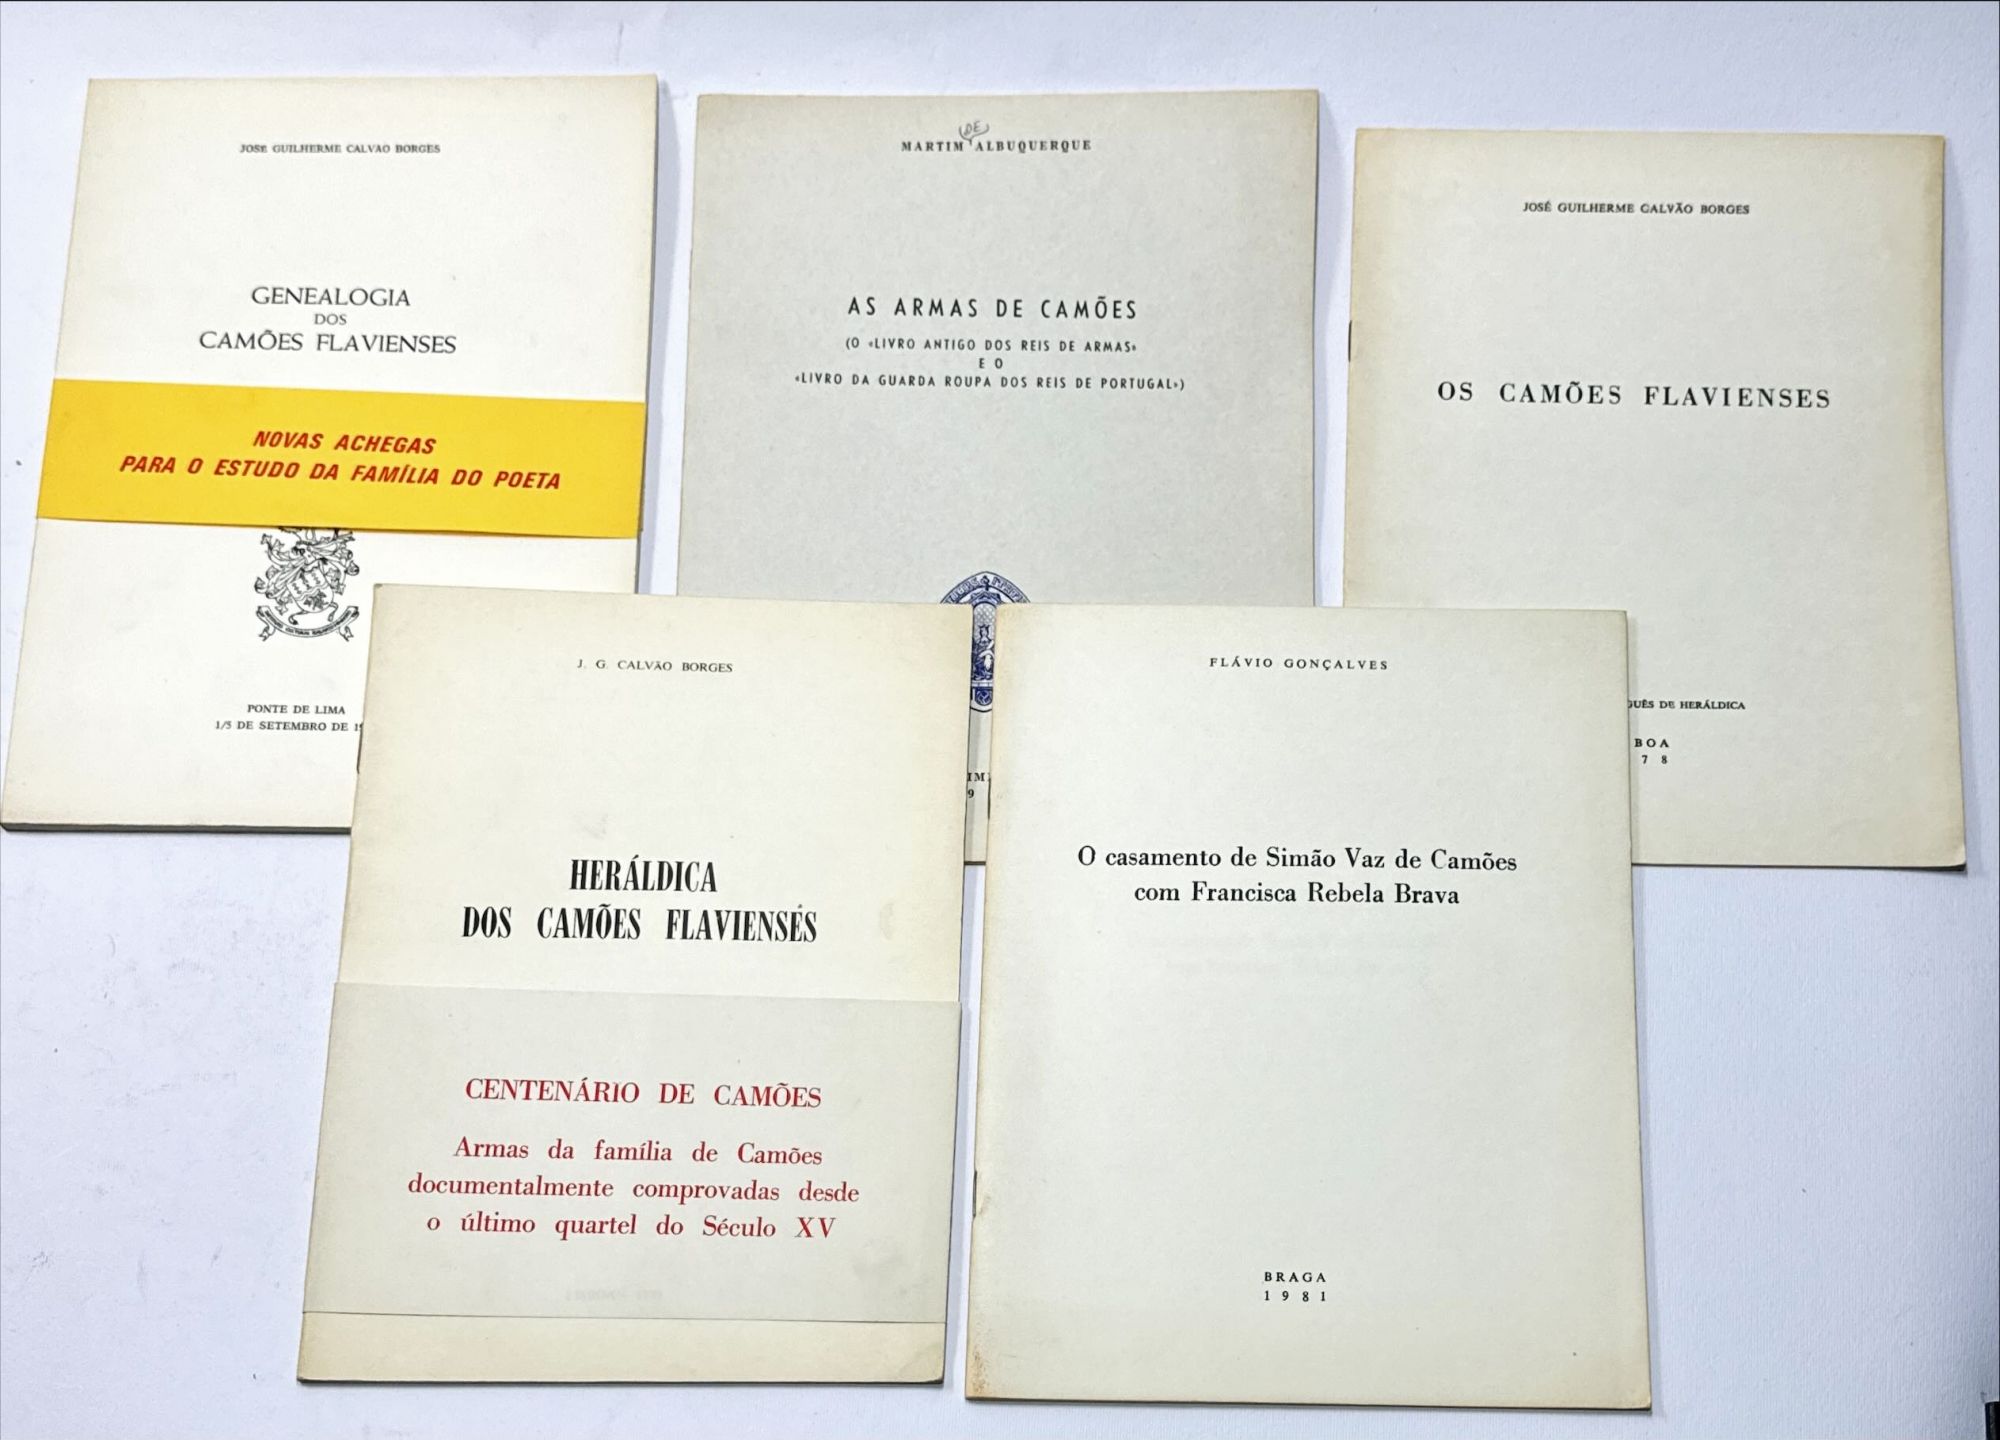 JOSE GUILHERME CALVAO BORGES
GENEALOGIA
DOS
CAMÕES FLAVIENSES
NOVAS ACHEGAS
PARA O ESTUDO DA FAMÍLIA DO POETA
PONTE DE LIMA
1/5 DE SETEMBRO DE
DE
MARTIM ALBUQUERQUE
AS ARMAS DE CAMÕES
(O «LIVRO ANTIGO DOS REIS DE ARMAS»
E O
«LIVRO DA GUARDA ROUPA DOS REIS DE PORTUGAL»)
JOSÉ GUILHERME CALVÃO BORGES
OS CAMÕES FLAVIENSES
DE HERÁLDICA
BOA
7 8
J. G. CALVÃO BORGES
HERÁLDICA
DOS CAMÕES FLAVIENSES
CENTENÁRIO DE CAMÕES
Armas da família de Camões
documentalmente comprovadas desde
o último quartel do Século XV
FLÁVIO GONÇALVES
O casamento de Simão Vaz de Camões
com Francisca Rebela Brava
BRAGA
1981